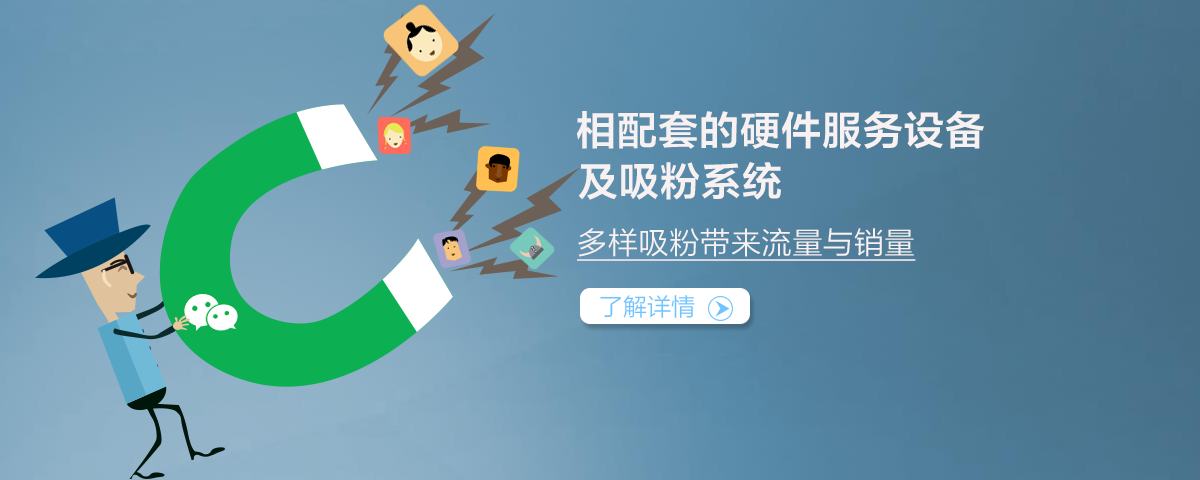 相配套的硬件服务设备
及吸粉系统
多样吸粉带来流量与销量
了解详情